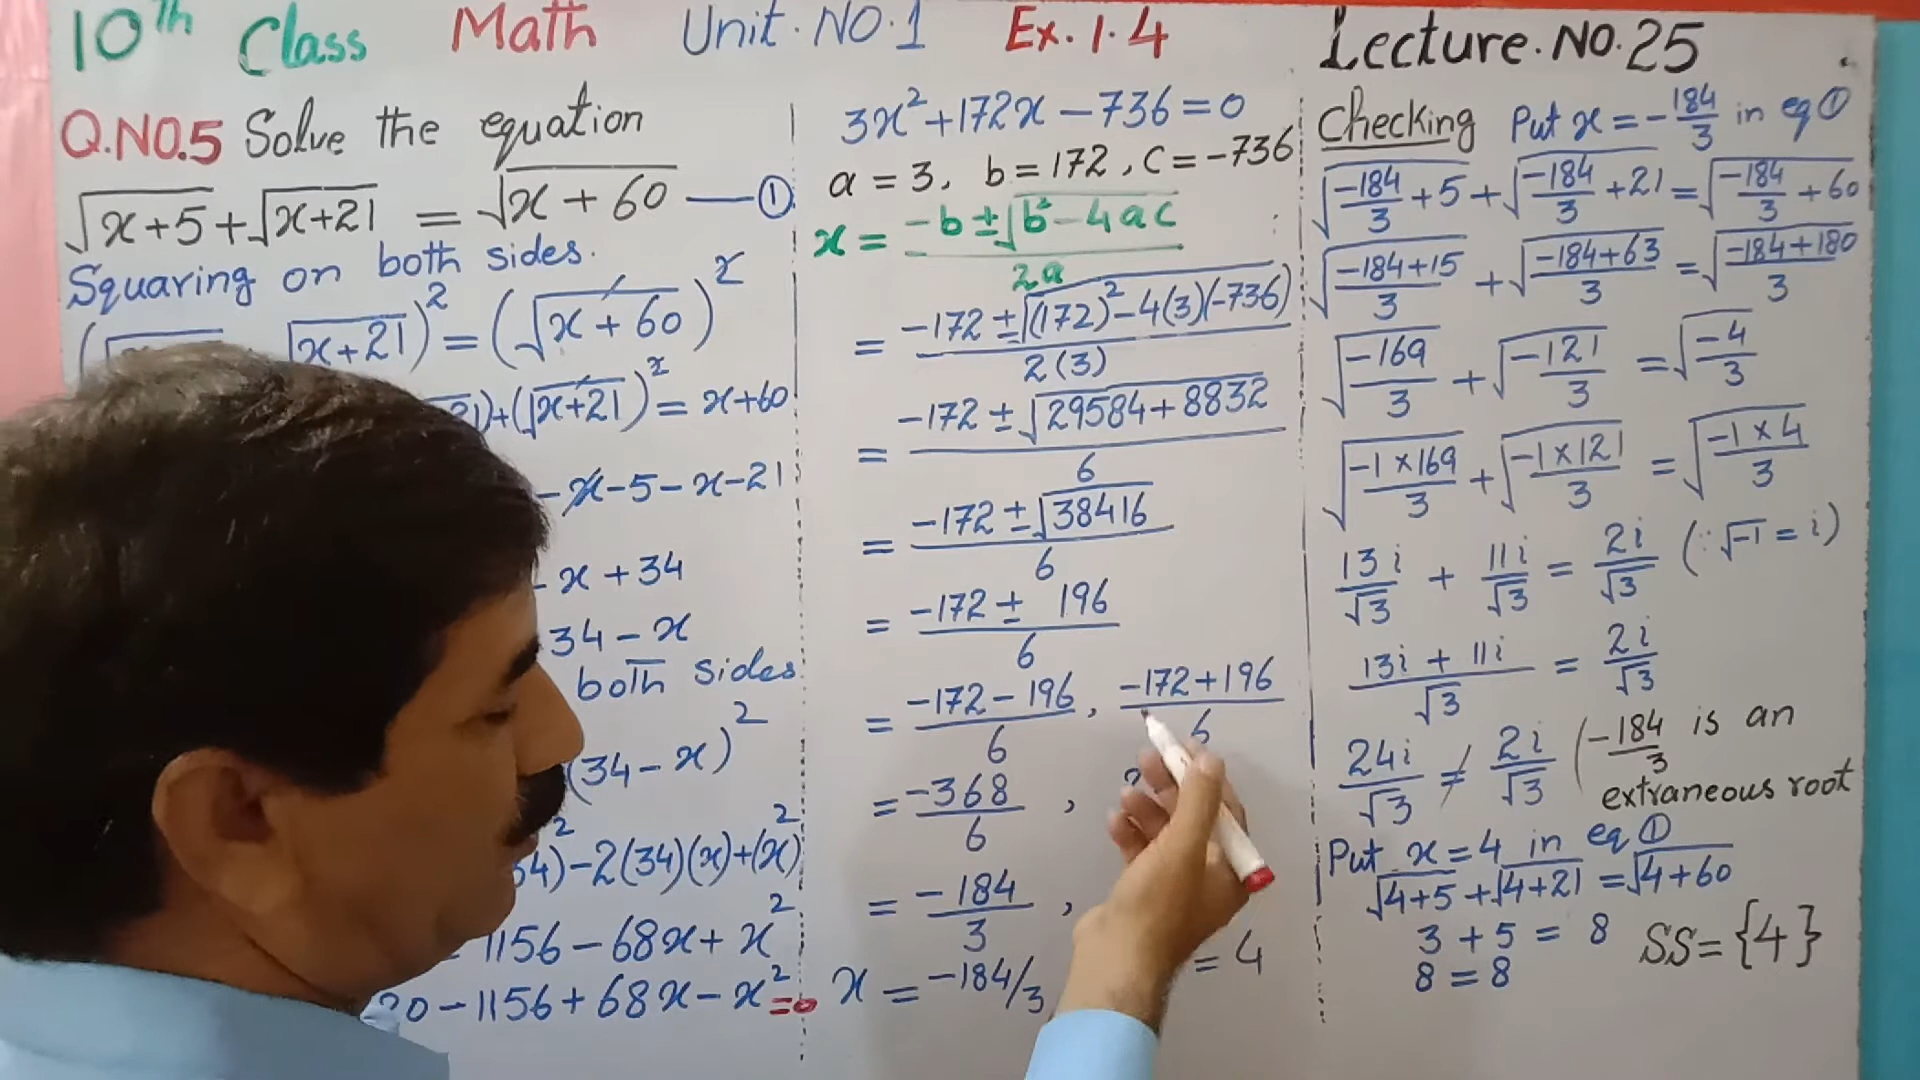 10th Class Math Unit.NO.1 Ex.1.4 Lecture.NO.25
Q.NO.5 Solve the equation
√(x+5) + √(x+21) = √(x+60) — ①
Squaring on both sides.
√(x+21))² = (√(x+60))²
)+(√(x+21))² = x+60
-x-5-x-21
-x+34
34-x
both sides
(34-x)²
34)²-2(34)(x)+(x)²
1156-68x+x²
20-1156+68x-x²=0
3x²+172x-736=0
a=3, b=172, C=-736
x = (-b±√(b²-4ac))/2a
= (-172±√((172)²-4(3)(-736)))/2(3)
= (-172±√(29584+8832))/6
= (-172±√38416)/6
= (-172± 196)/6
= (-172-196)/6, (-172+196)/6
= -368/6 ,
= -184/3 ,
x = -184/3 = 4
Checking Put x=-184/3 in eq ①
√(-184/3 +5) + √(-184/3 +21) = √(-184/3 +60)
√((-184+15)/3) + √((-184+63)/3) = √((-184+180)/3)
√(-169/3) + √(-121/3) = √(-4/3)
√((-1×169)/3) + √((-1×121)/3) = √((-1×4)/3)
13i/√3 + 11i/√3 = 2i/√3 (∵√-1=i)
(13i+11i)/√3 = 2i/√3
24i/√3 ≠ 2i/√3 (-184/3 is an
extraneous root
Put x=4 in eq ①
√(4+5) + √(4+21) = √(4+60)
3+5 = 8
8=8
SS={4}